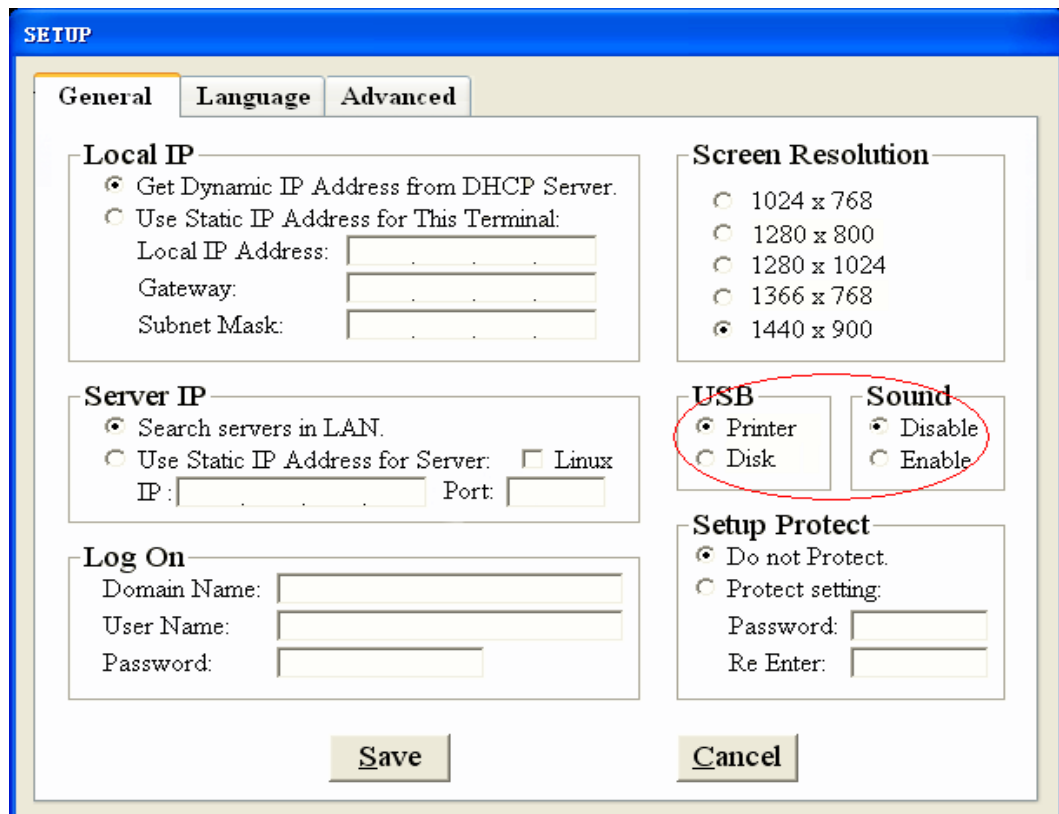 SETUP
General
Language
Advanced
Local IP
Get Dynamic IP Address from DHCP Server.
Use Static IP Address for This Terminal:
Local IP Address: . . .
Gateway: . . .
Subnet Mask: . . .
Server IP
Search servers in LAN.
Use Static IP Address for Server: Linux
IP : . . . Port:
Log On
Domain Name:
User Name:
Password:
Screen Resolution
1024 x 768
1280 x 800
1280 x 1024
1366 x 768
1440 x 900
USB
Printer
Disk
Sound
Disable
Enable
Setup Protect
Do not Protect.
Protect setting:
Password:
Re Enter:
Save
Cancel